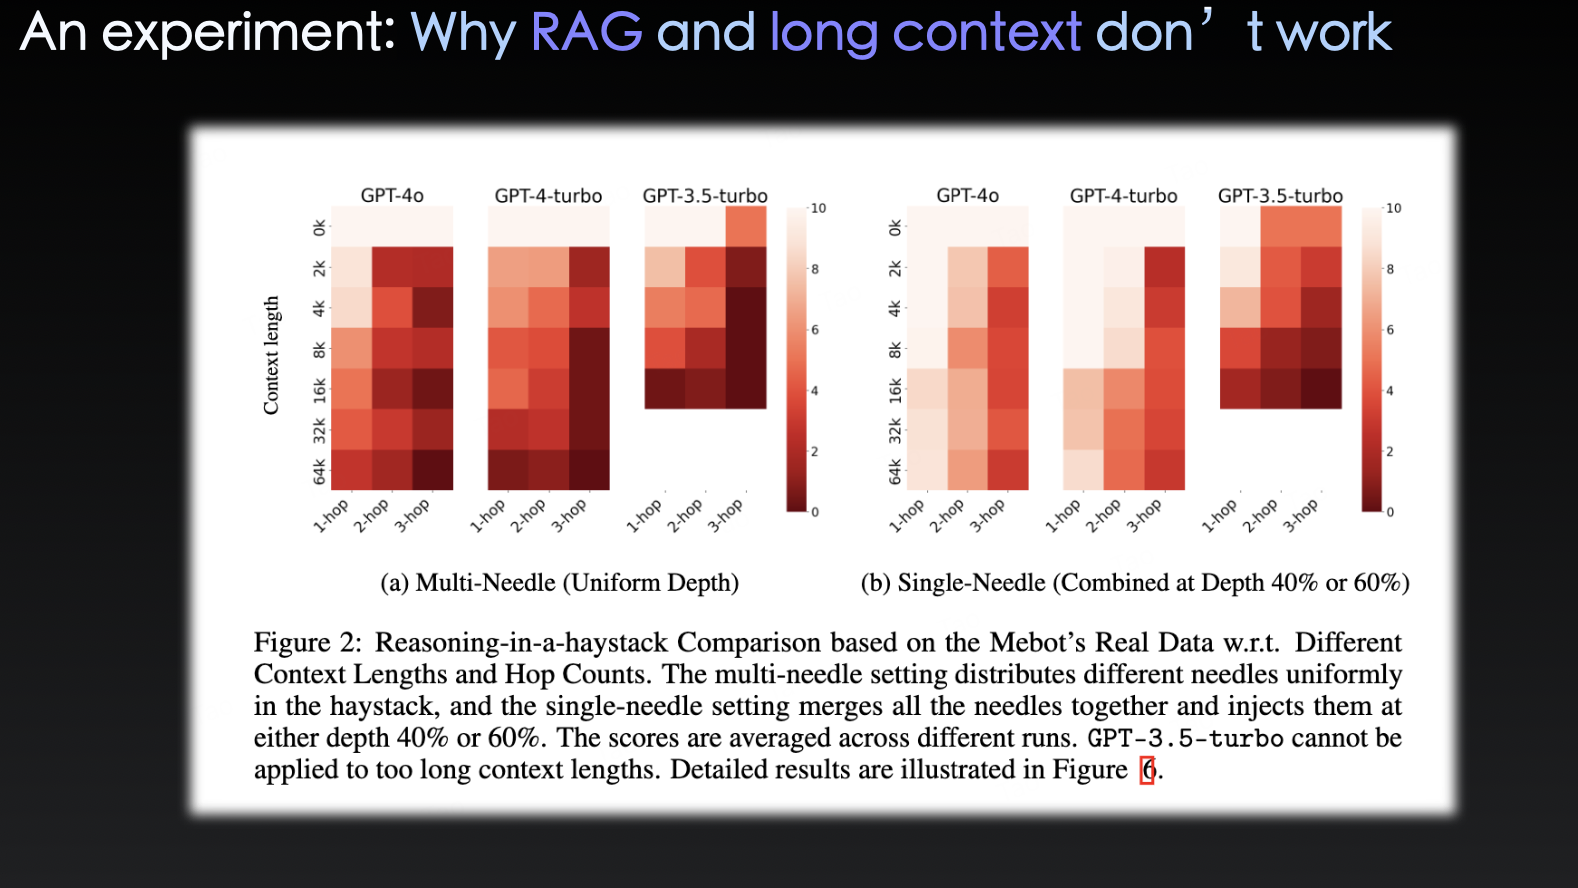 An experiment: Why RAG and long context don’t work
GPT-4o
GPT-4-turbo
GPT-3.5-turbo
Context length
0k
2k
4k
8k
16k
32k
64k
1-hop
2-hop
3-hop
1-hop
2-hop
3-hop
1-hop
2-hop
3-hop
10
8
6
4
2
0
(a) Multi-Needle (Uniform Depth)
GPT-4o
GPT-4-turbo
GPT-3.5-turbo
0k
2k
4k
8k
16k
32k
64k
1-hop
2-hop
3-hop
1-hop
2-hop
3-hop
1-hop
2-hop
3-hop
10
8
6
4
2
0
(b) Single-Needle (Combined at Depth 40% or 60%)
Figure 2: Reasoning-in-a-haystack Comparison based on the Mebot's Real Data w.r.t. Different
Context Lengths and Hop Counts. The multi-needle setting distributes different needles uniformly
in the haystack, and the single-needle setting merges all the needles together and injects them at
either depth 40% or 60%. The scores are averaged across different runs. GPT-3.5-turbo cannot be
applied to too long context lengths. Detailed results are illustrated in Figure 6.